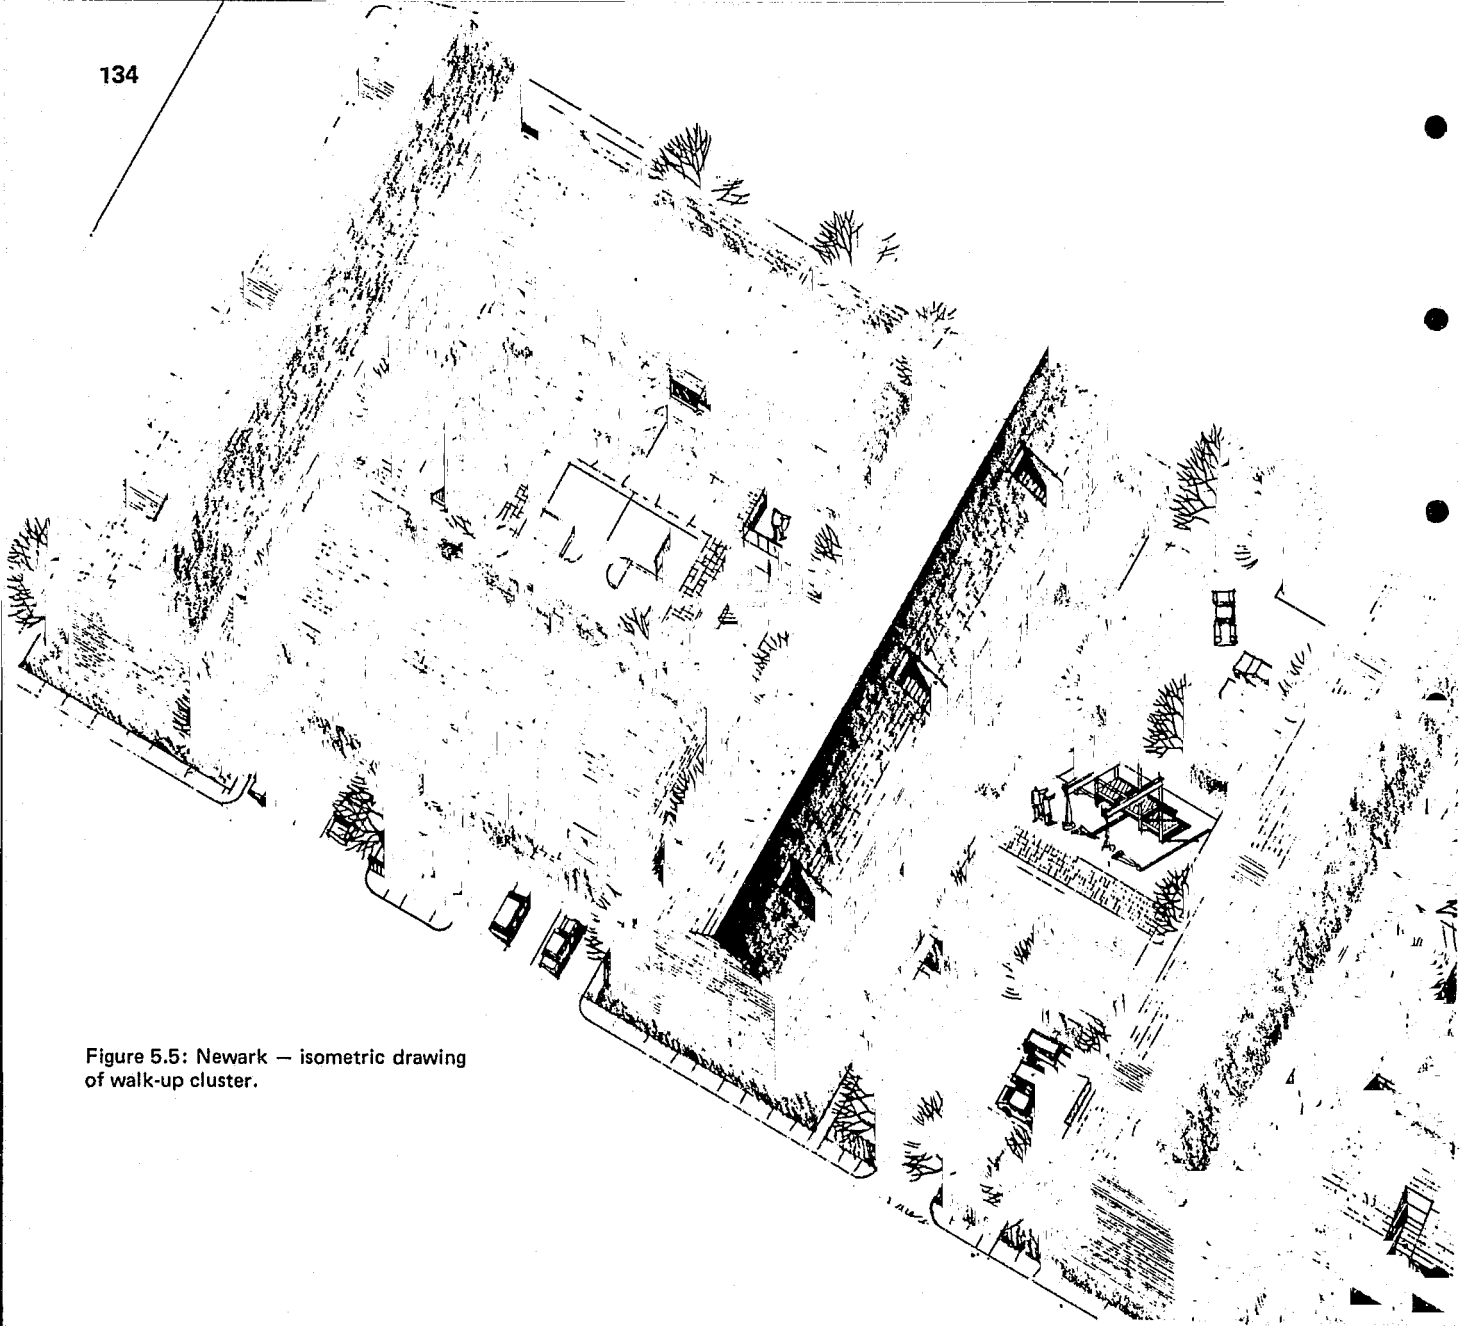 134
Figure 5.5: Newark — isometric drawing
of walk-up cluster.